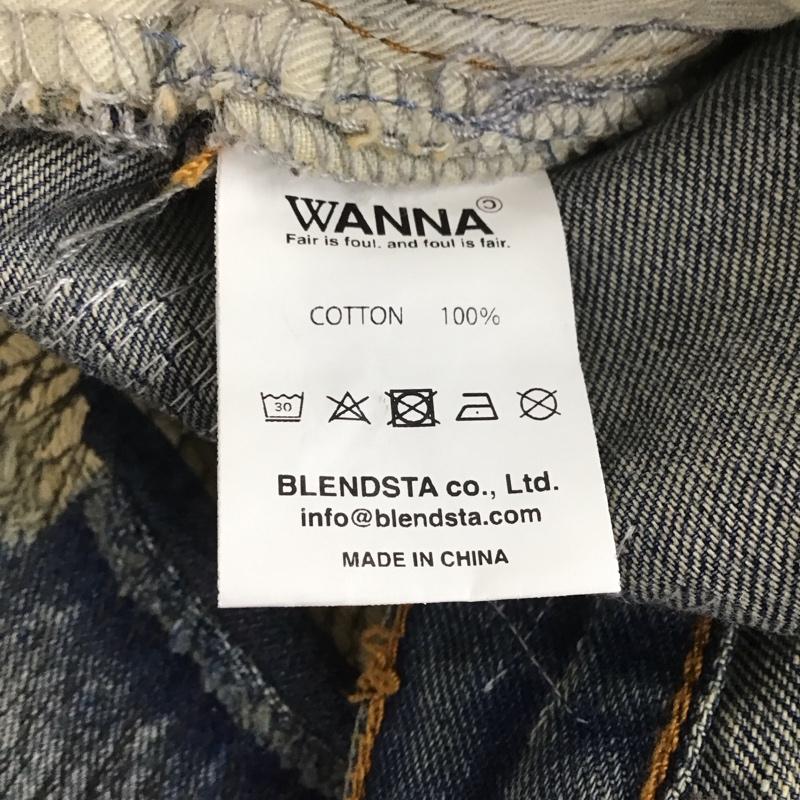 WANNA©
Fair is foul. and foul is fair.
COTTON 100%
30
BLENDSTA co., Ltd.
info@blendsta.com
MADE IN CHINA